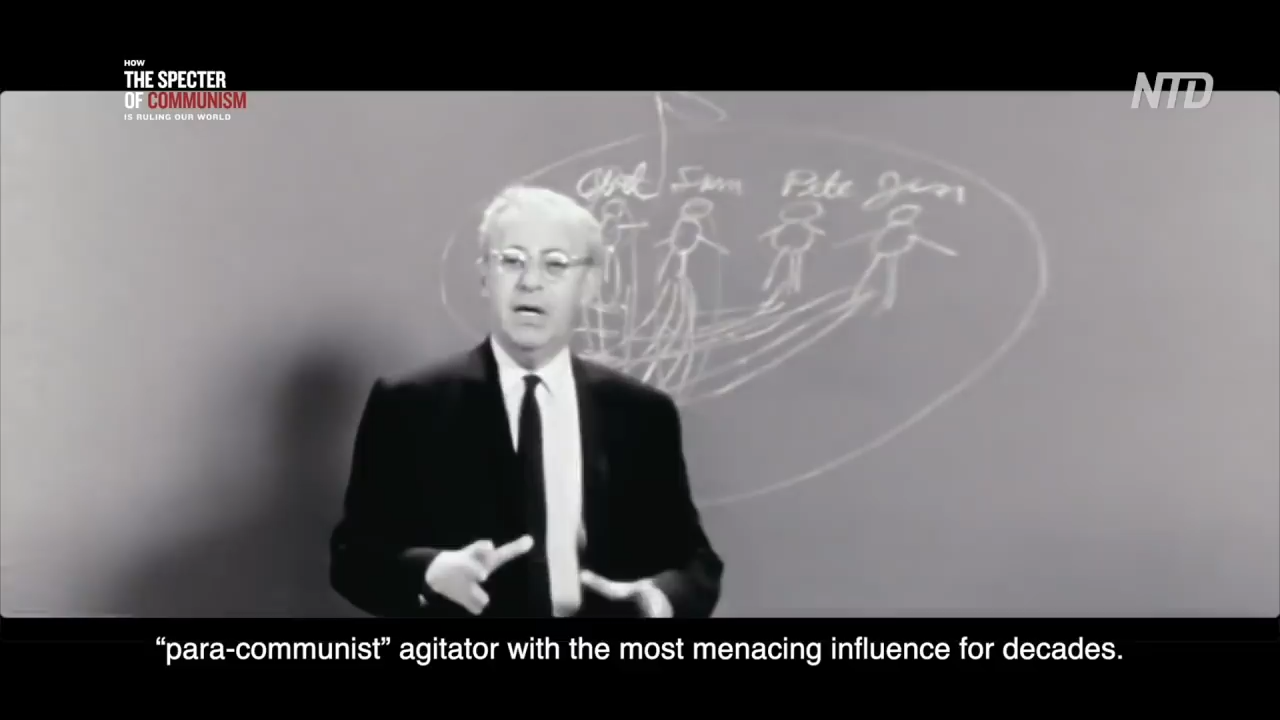 HOW
THE SPECTER
OF COMMUNISM
IS RULING OUR WORLD
NTD
Sam Pete Jim
“para-communist” agitator with the most menacing influence for decades.